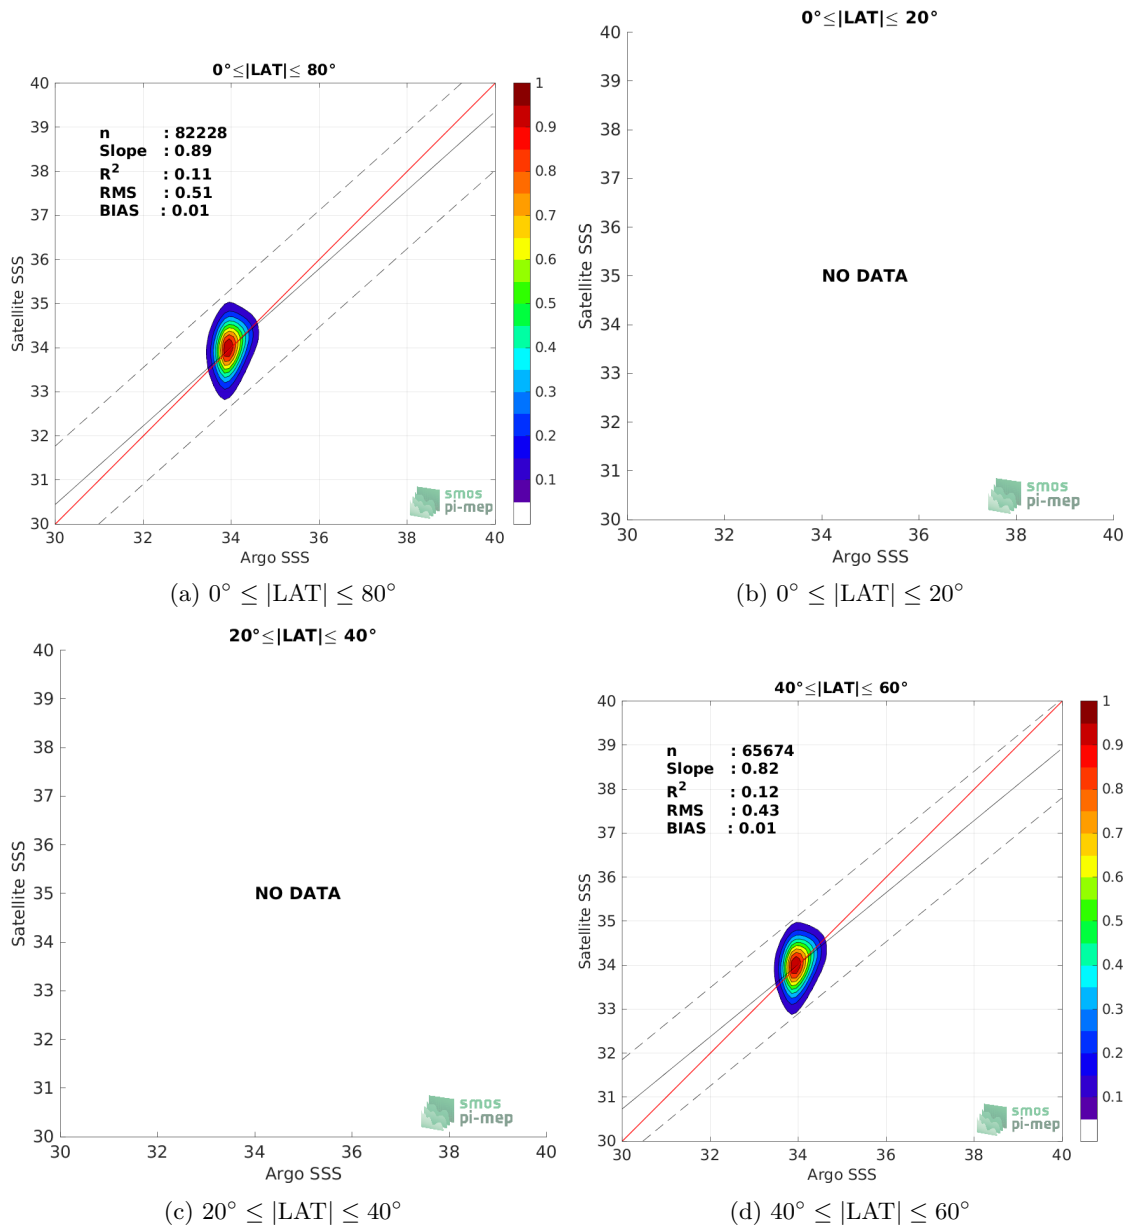 0°≤|LAT|≤ 80°
40
39
38
37
36
35
34
33
32
31
30
Satellite SSS
n : 82228
Slope : 0.89
R² : 0.11
RMS : 0.51
BIAS : 0.01
1
0.9
0.8
0.7
0.6
0.5
0.4
0.3
0.2
0.1
smos
pi-mep
30 32 34 36 38 40
Argo SSS
(a) 0° ≤ |LAT| ≤ 80°
0°≤|LAT|≤ 20°
40
39
38
37
36
35
34
33
32
31
30
Satellite SSS
NO DATA
smos
pi-mep
30 32 34 36 38 40
Argo SSS
(b) 0° ≤ |LAT| ≤ 20°
20°≤|LAT|≤ 40°
40
39
38
37
36
35
34
33
32
31
30
Satellite SSS
NO DATA
smos
pi-mep
30 32 34 36 38 40
Argo SSS
(c) 20° ≤ |LAT| ≤ 40°
40°≤|LAT|≤ 60°
40
39
38
37
36
35
34
33
32
31
30
Satellite SSS
n : 65674
Slope : 0.82
R² : 0.12
RMS : 0.43
BIAS : 0.01
1
0.9
0.8
0.7
0.6
0.5
0.4
0.3
0.2
0.1
smos
pi-mep
30 32 34 36 38 40
Argo SSS
(d) 40° ≤ |LAT| ≤ 60°